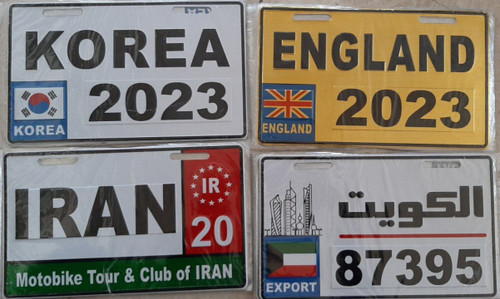 KOREA
KOREA
2023
ENGLAND
ENGLAND
2023
IRAN
IR
20
Motobike Tour & Club of IRAN
الكويت
EXPORT
87395